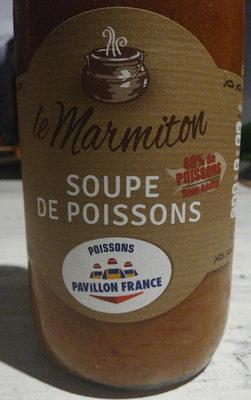 le Marmiton
40% de
POISSONS
SOUPE
DE POISSONS
POISSONS
PAVILLON FRANCE